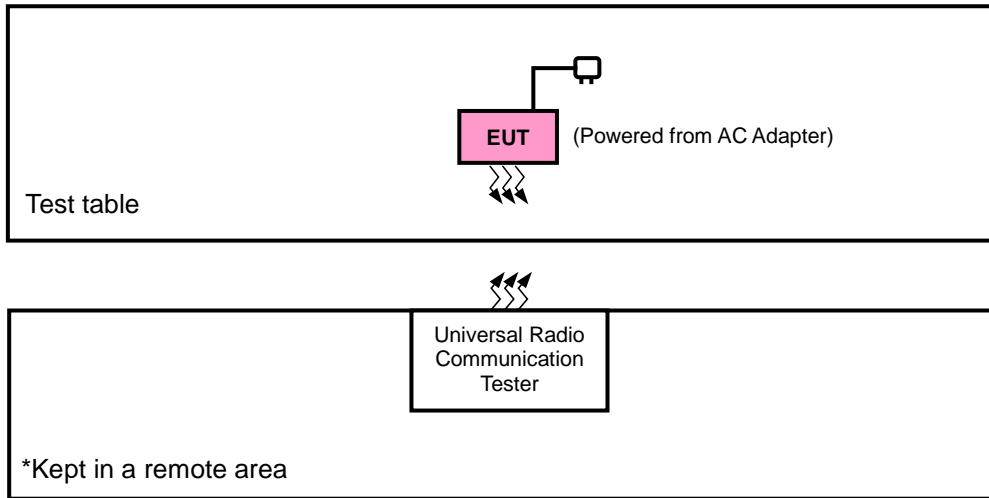 EUT
(Powered from AC Adapter)
Test table
Universal Radio
Communication
Tester
*Kept in a remote area